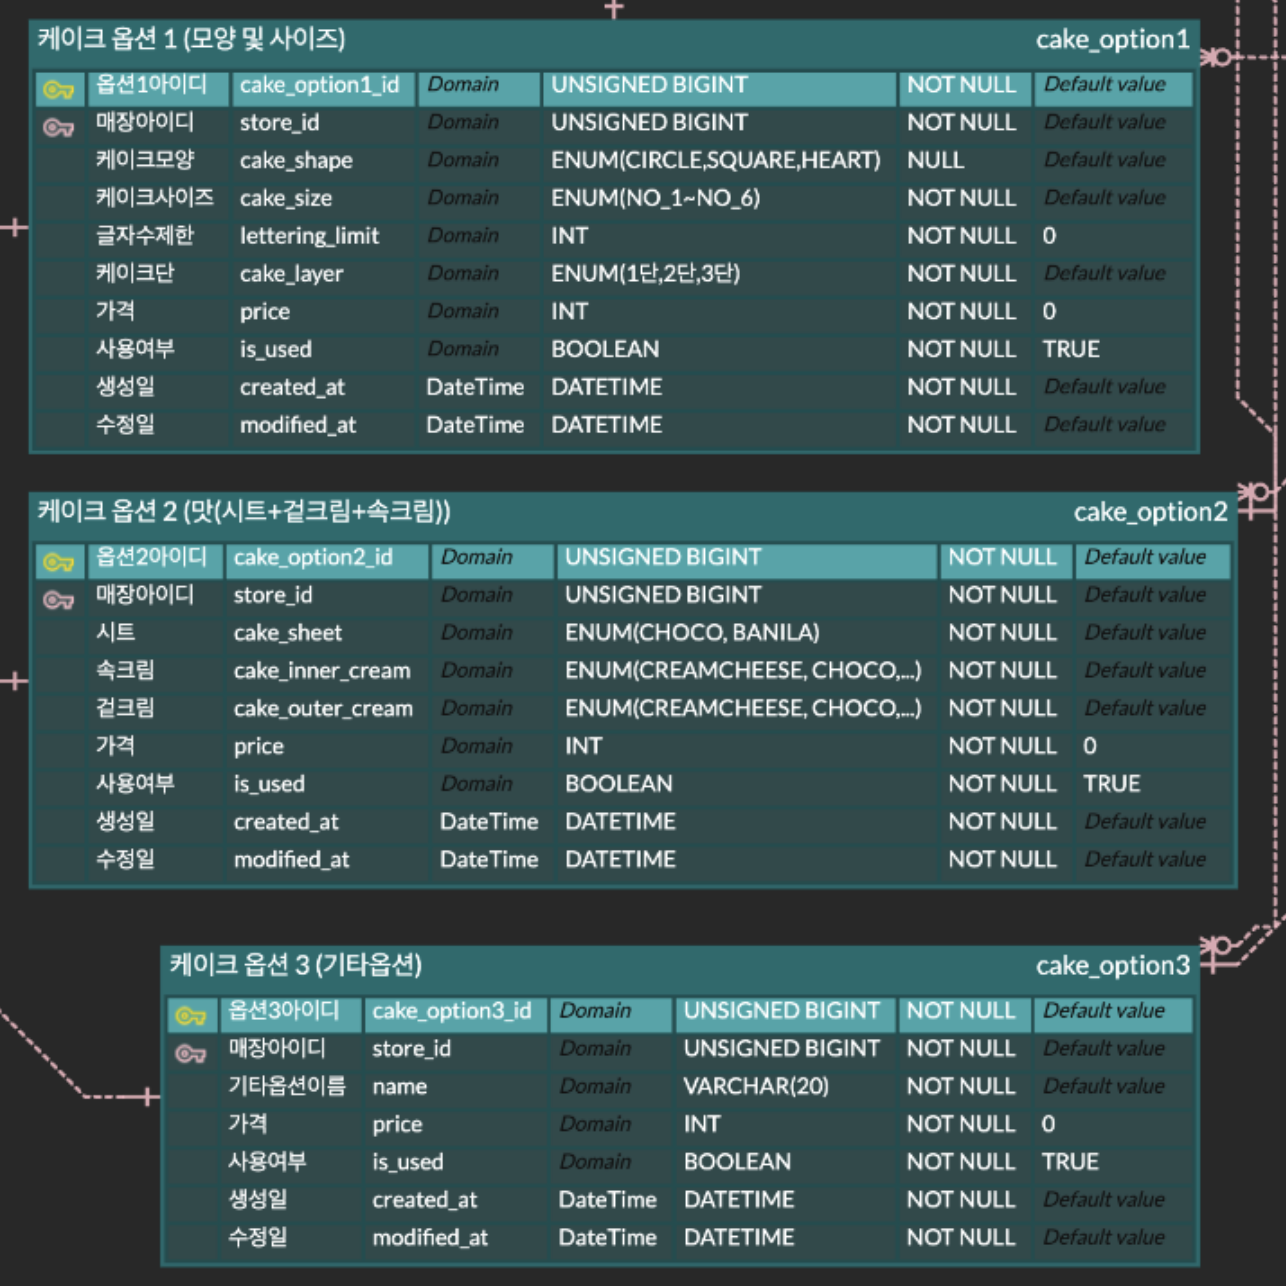 케이크 옵션 1 (모양 및 사이즈) cake_option1
옵션1아이디 cake_option1_id Domain UNSIGNED BIGINT NOT NULL Default value
매장아이디 store_id Domain UNSIGNED BIGINT NOT NULL Default value
케이크모양 cake_shape Domain ENUM(CIRCLE,SQUARE,HEART) NULL Default value
케이크사이즈 cake_size Domain ENUM(NO_1~NO_6) NOT NULL Default value
글자수제한 lettering_limit Domain INT NOT NULL 0
케이크단 cake_layer Domain ENUM(1단,2단,3단) NOT NULL Default value
가격 price Domain INT NOT NULL 0
사용여부 is_used Domain BOOLEAN NOT NULL TRUE
생성일 created_at DateTime DATETIME NOT NULL Default value
수정일 modified_at DateTime DATETIME NOT NULL Default value
케이크 옵션 2 (맛(시트+겉크림+속크림)) cake_option2
옵션2아이디 cake_option2_id Domain UNSIGNED BIGINT NOT NULL Default value
매장아이디 store_id Domain UNSIGNED BIGINT NOT NULL Default value
시트 cake_sheet Domain ENUM(CHOCO, BANILA) NOT NULL Default value
속크림 cake_inner_cream Domain ENUM(CREAMCHEESE, CHOCO,...) NOT NULL Default value
겉크림 cake_outer_cream Domain ENUM(CREAMCHEESE, CHOCO,...) NOT NULL Default value
가격 price Domain INT NOT NULL 0
사용여부 is_used Domain BOOLEAN NOT NULL TRUE
생성일 created_at DateTime DATETIME NOT NULL Default value
수정일 modified_at DateTime DATETIME NOT NULL Default value
케이크 옵션 3 (기타옵션) cake_option3
옵션3아이디 cake_option3_id Domain UNSIGNED BIGINT NOT NULL Default value
매장아이디 store_id Domain UNSIGNED BIGINT NOT NULL Default value
기타옵션이름 name Domain VARCHAR(20) NOT NULL Default value
가격 price Domain INT NOT NULL 0
사용여부 is_used Domain BOOLEAN NOT NULL TRUE
생성일 created_at DateTime DATETIME NOT NULL Default value
수정일 modified_at DateTime DATETIME NOT NULL Default value